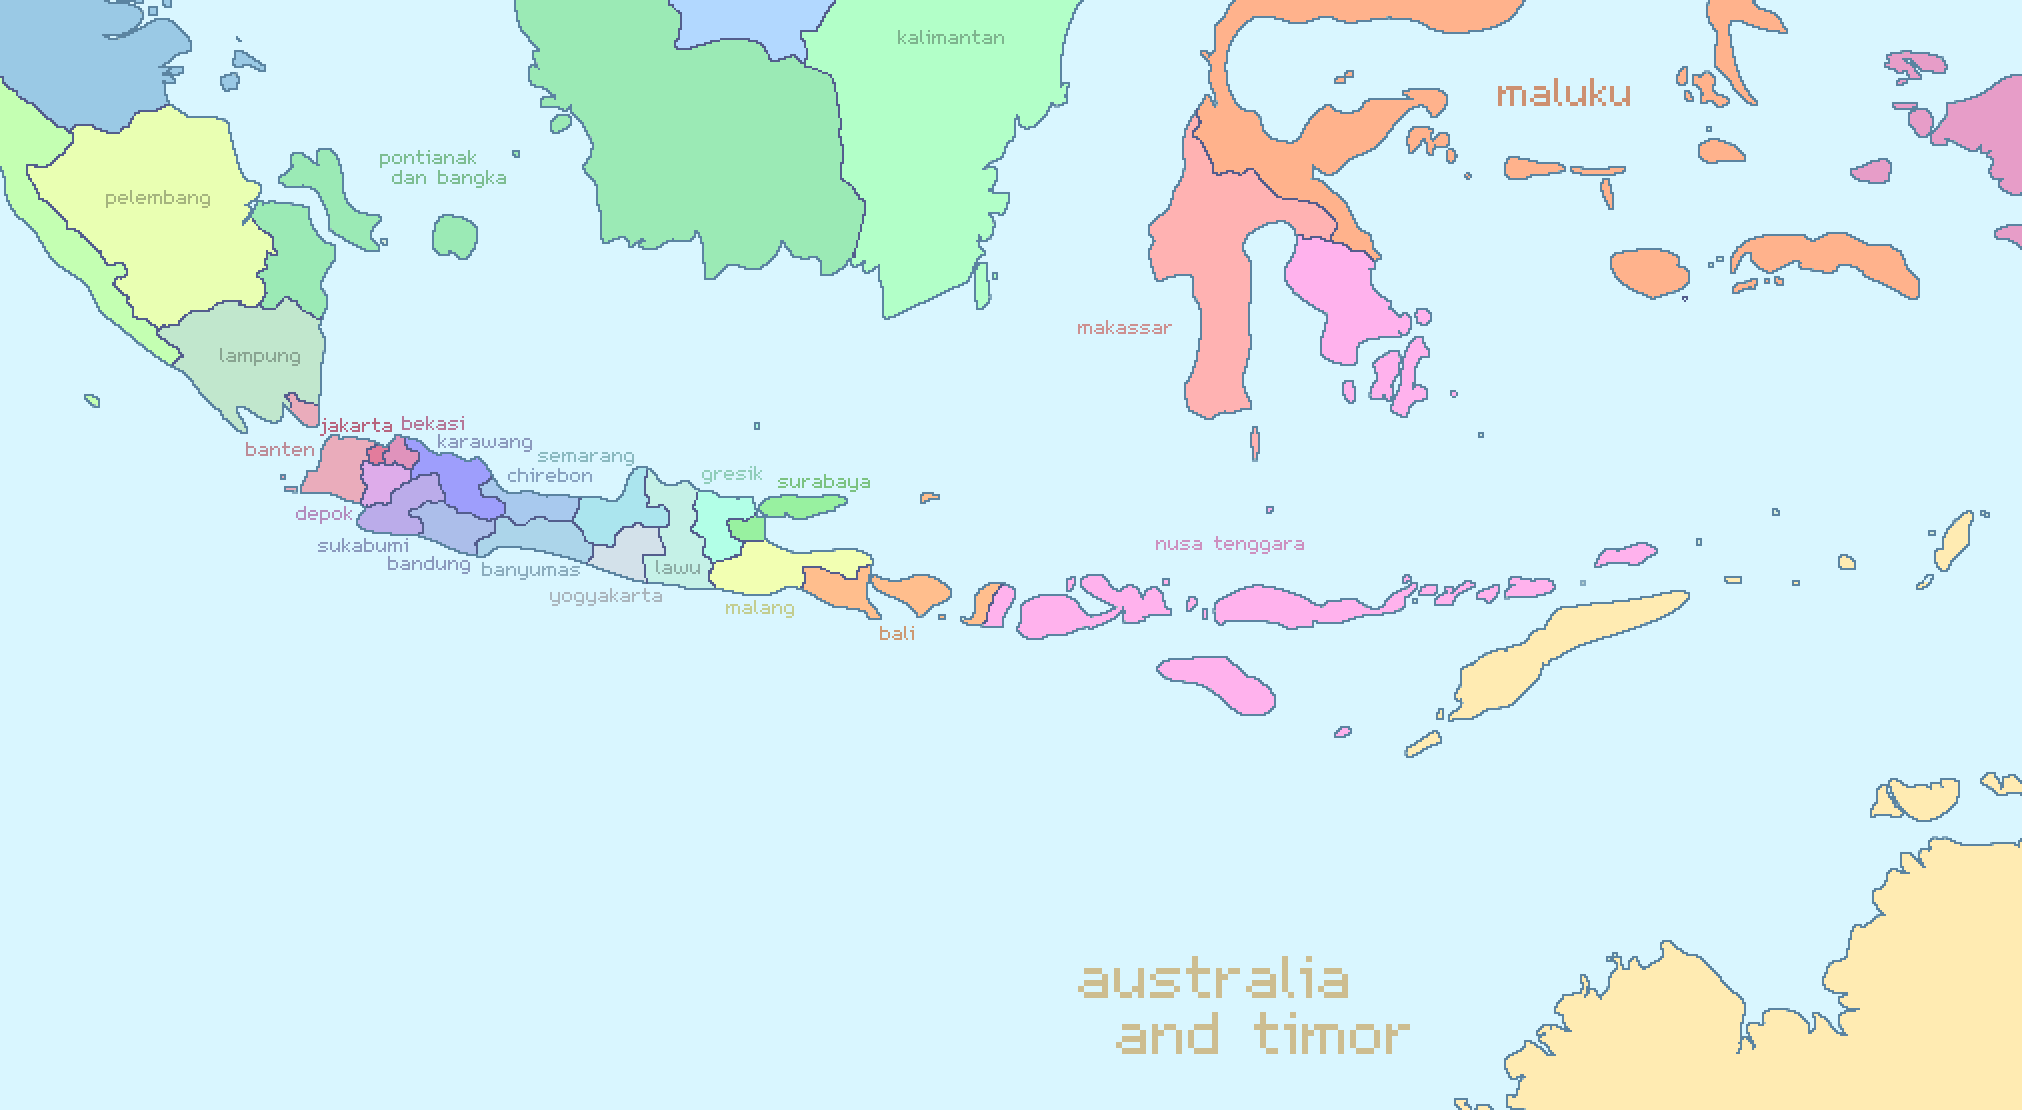 kalimantan
maluku
pontianak
dan bangka
pelembang
makassar
lampung
jakarta
bekasi
banten
karawang
semarang
chirebon
gresik
surabaya
depok
sukabumi
bandung
banyumas
lawu
yogyakarta
malang
bali
nusa tenggara
australia
and timor